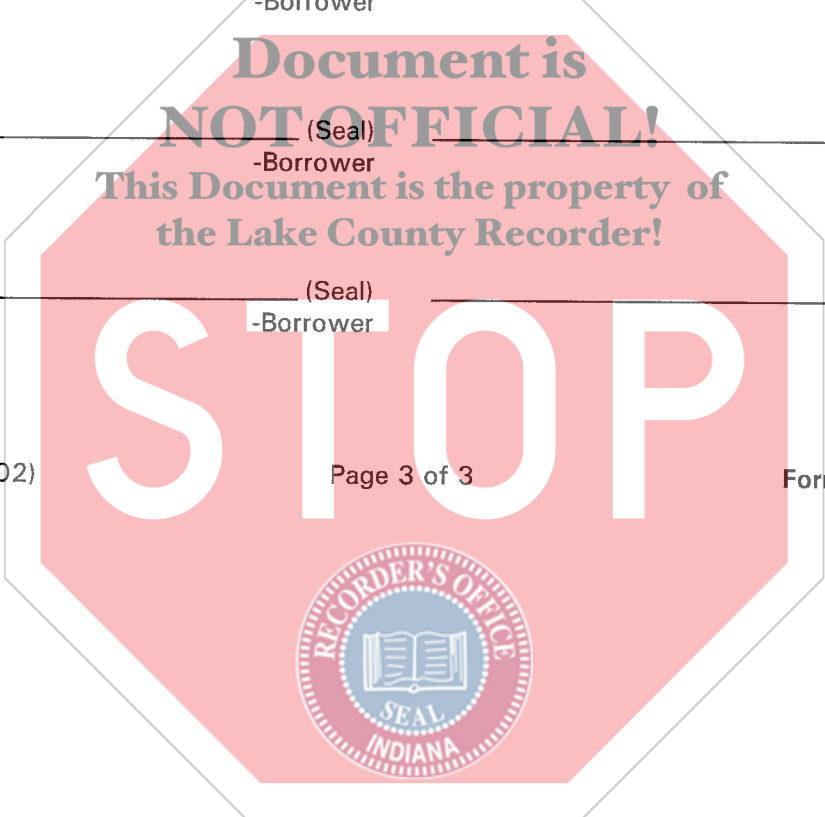 -Borrower
Document is
NOT OFFICIAL!
(Seal)
-Borrower
This Document is the property of
the Lake County Recorder!
(Seal)
-Borrower
STOP
02)
Page 3 of 3
RECORDER'S OFFICE
SEAL
INDIANA